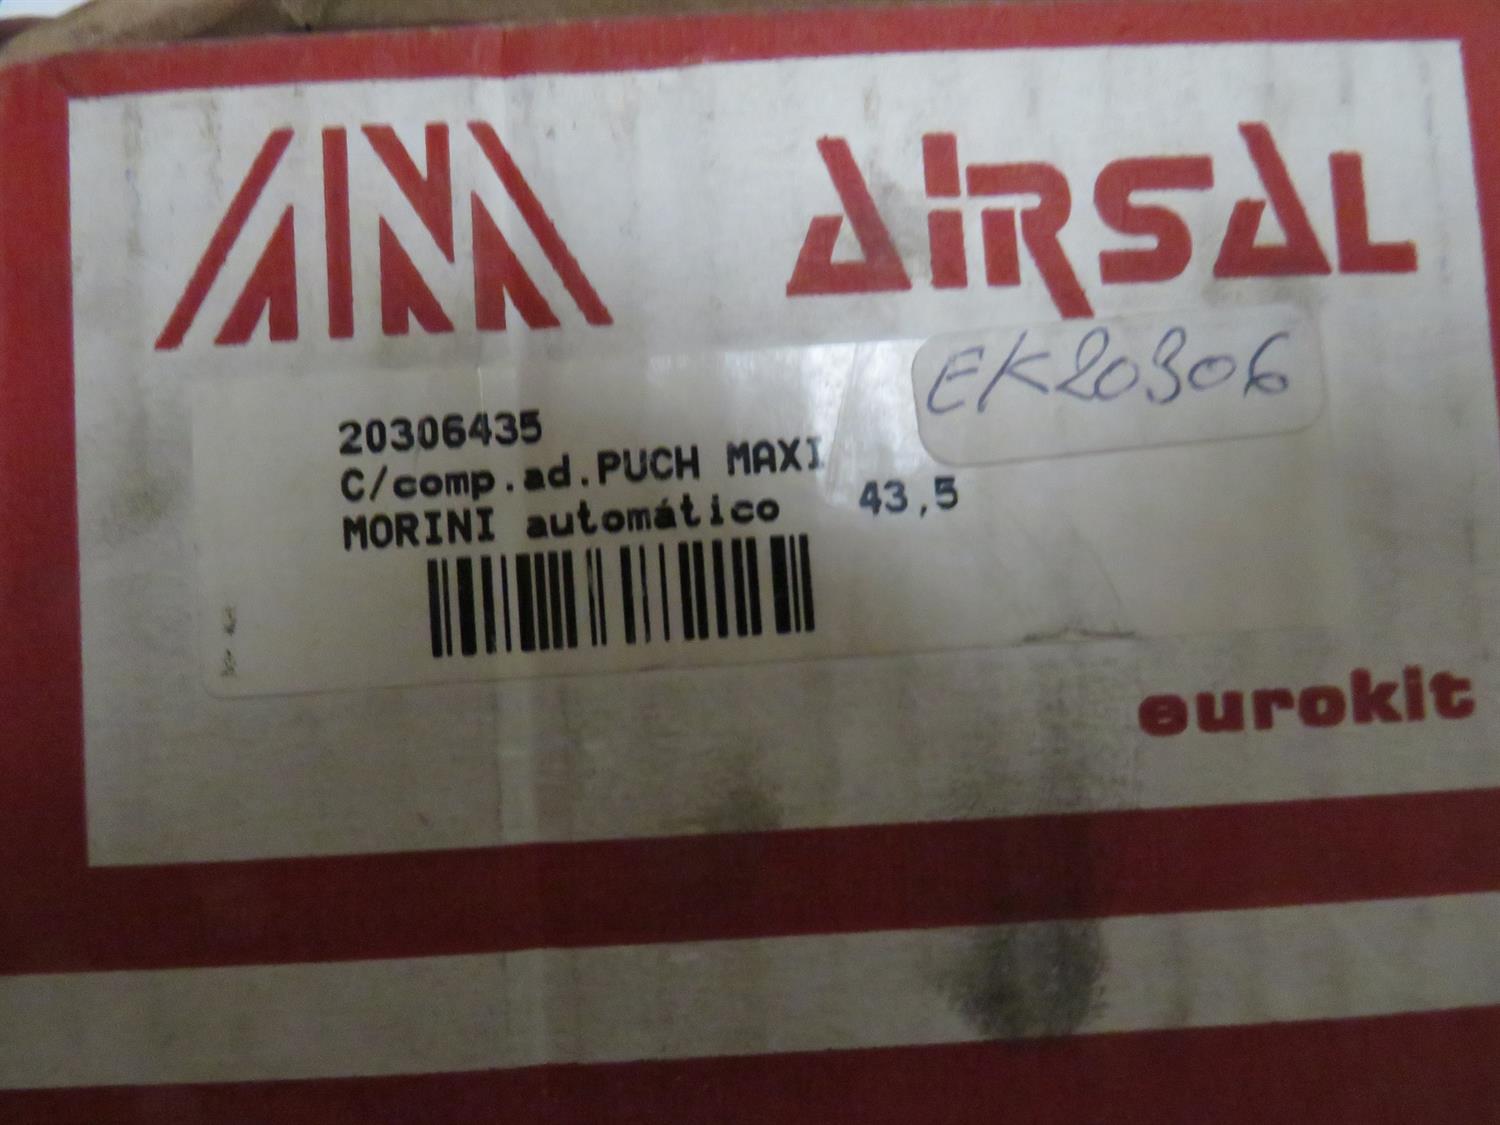 AIRSAL
EK20306
20306435
C/comp.ad.PUCH MAXI
MORINI automático 43,5
eurokit